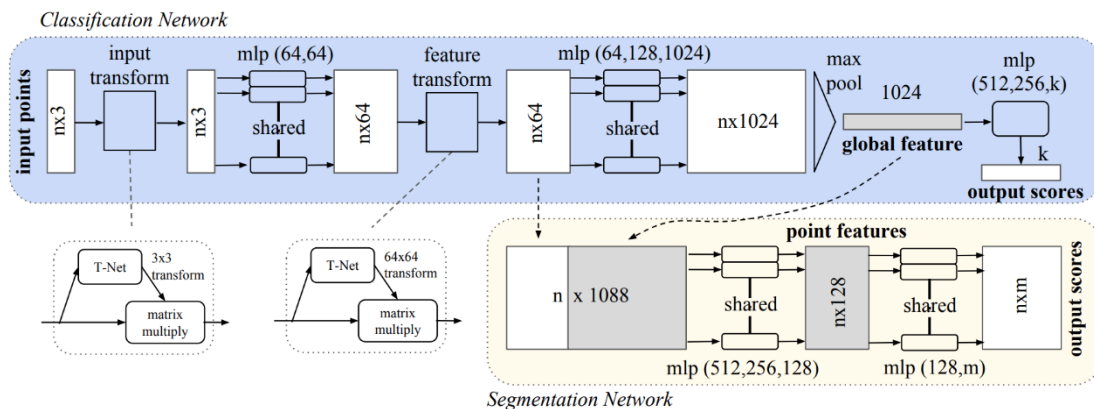 Classification Network
input points
nx3
input
transform
nx3
mlp (64,64)
shared
nx64
feature
transform
nx64
mlp (64,128,1024)
shared
nx1024
max
pool
1024
global feature
mlp
(512,256,k)
k
output scores
T-Net
3x3
transform
matrix
multiply
T-Net
64x64
transform
matrix
multiply
point features
n x 1088
shared
mlp (512,256,128)
nx128
shared
mlp (128,m)
nxm
output scores
Segmentation Network